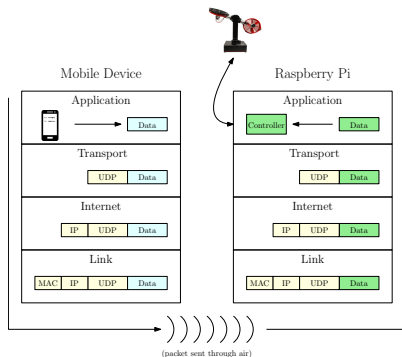 Mobile Device
Raspberry Pi
Application
Data
Transport
UDP Data
Internet
IP UDP Data
Link
MAC IP UDP Data
Application
Controller Data
Transport
UDP Data
Internet
IP UDP Data
Link
MAC IP UDP Data
(packet sent through air)